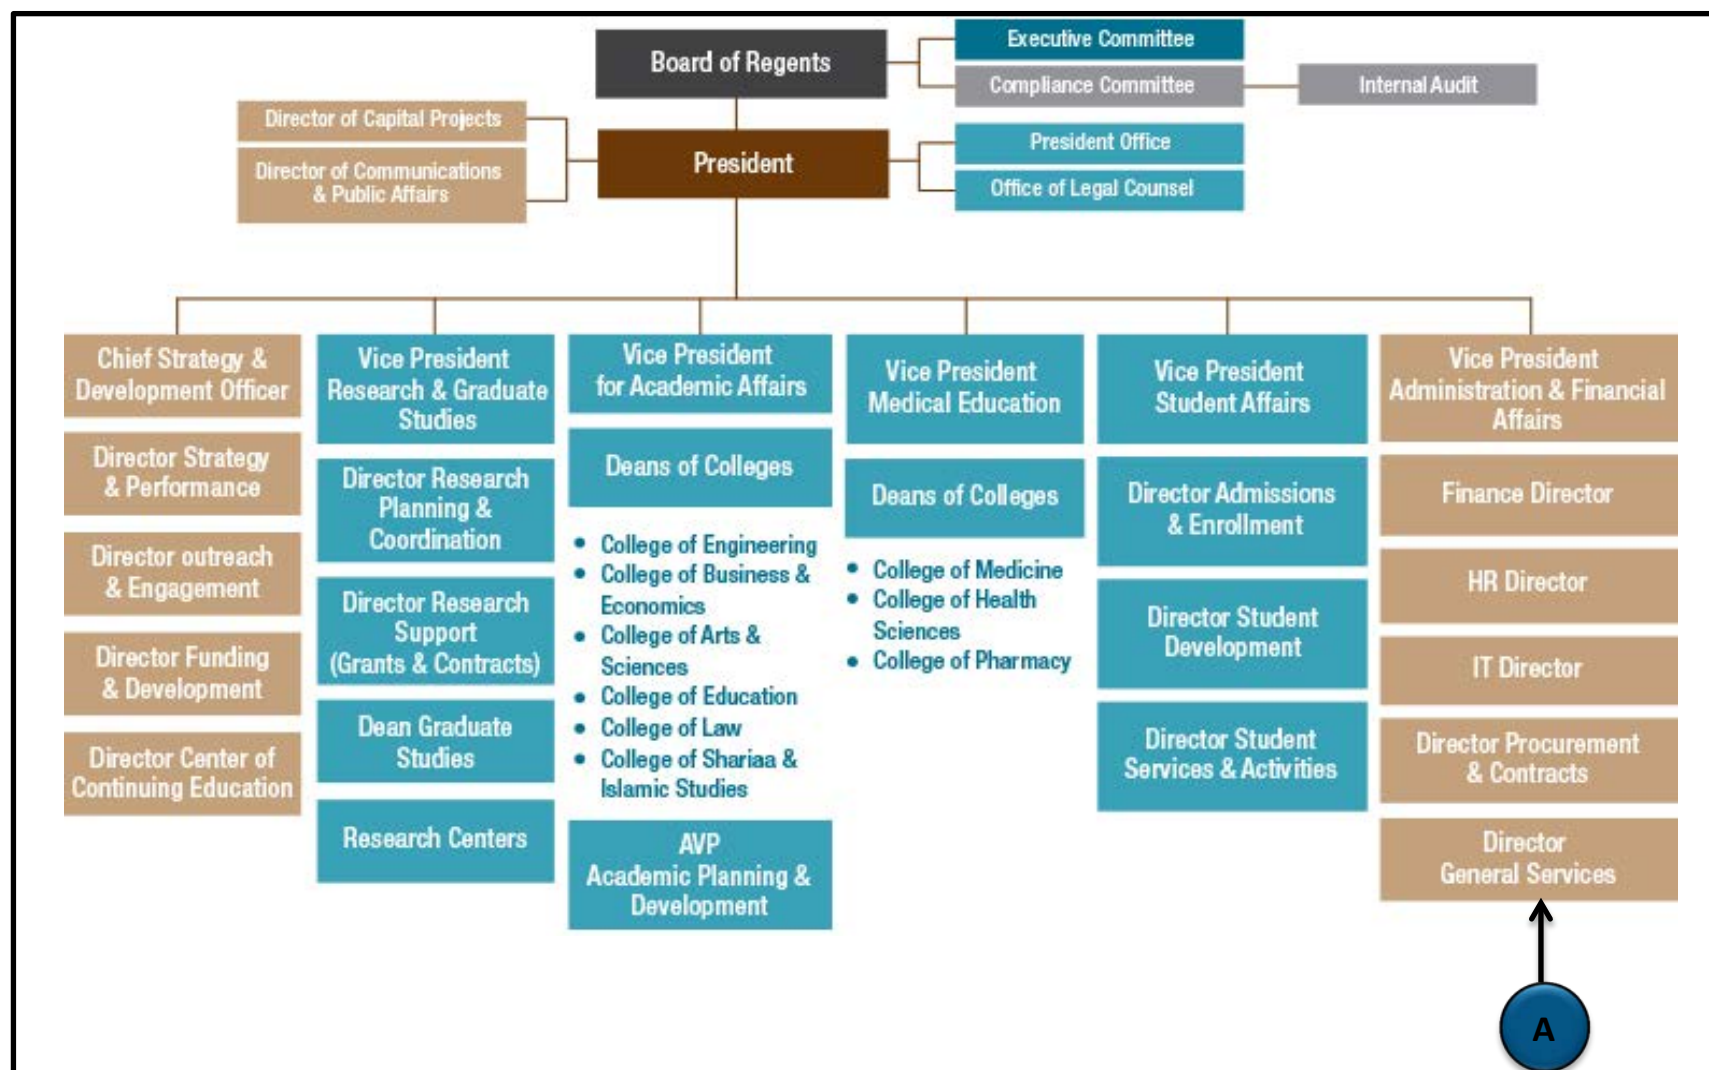 Board of Regents
Executive Committee
Compliance Committee
Internal Audit
Director of Capital Projects
Director of Communications
& Public Affairs
President
President Office
Office of Legal Counsel
Chief Strategy &
Development Officer
Director Strategy
& Performance
Director outreach
& Engagement
Director Funding
& Development
Director Center of
Continuing Education
Vice President
Research & Graduate
Studies
Director Research
Planning &
Coordination
Director Research
Support
(Grants & Contracts)
Dean Graduate
Studies
Research Centers
Vice President
for Academic Affairs
Deans of Colleges
• College of Engineering
• College of Business &
Economics
• College of Arts &
Sciences
• College of Education
• College of Law
• College of Shariaa &
Islamic Studies
AVP
Academic Planning &
Development
Vice President
Medical Education
Deans of Colleges
• College of Medicine
• College of Health
Sciences
• College of Pharmacy
Vice President
Student Affairs
Director Admissions
& Enrollment
Director Student
Development
Director Student
Services & Activities
Vice President
Administration & Financial
Affairs
Finance Director
HR Director
IT Director
Director Procurement
& Contracts
Director
General Services
A